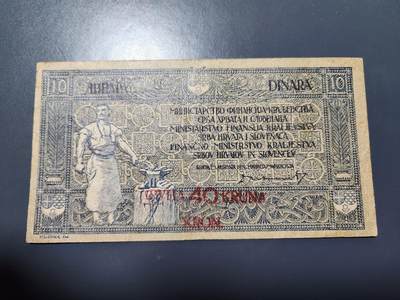 10 ДИНАРА DINARA 10
МИНИСТАРСТВО ФИНАНСИЈА КРАЉЕВСТВА
СРБА, ХРВАТА И СЛОВЕНАЦА
MINISTARSTVO FINANSIJA KRALJEVSTVA
SRBA HRVATA I SLOVENACA
FINANČNO MINISTRSTVO KRALJESTVA
SRBOV HRVATOV IN SLOVENCEV
40 KRUNA
KRON